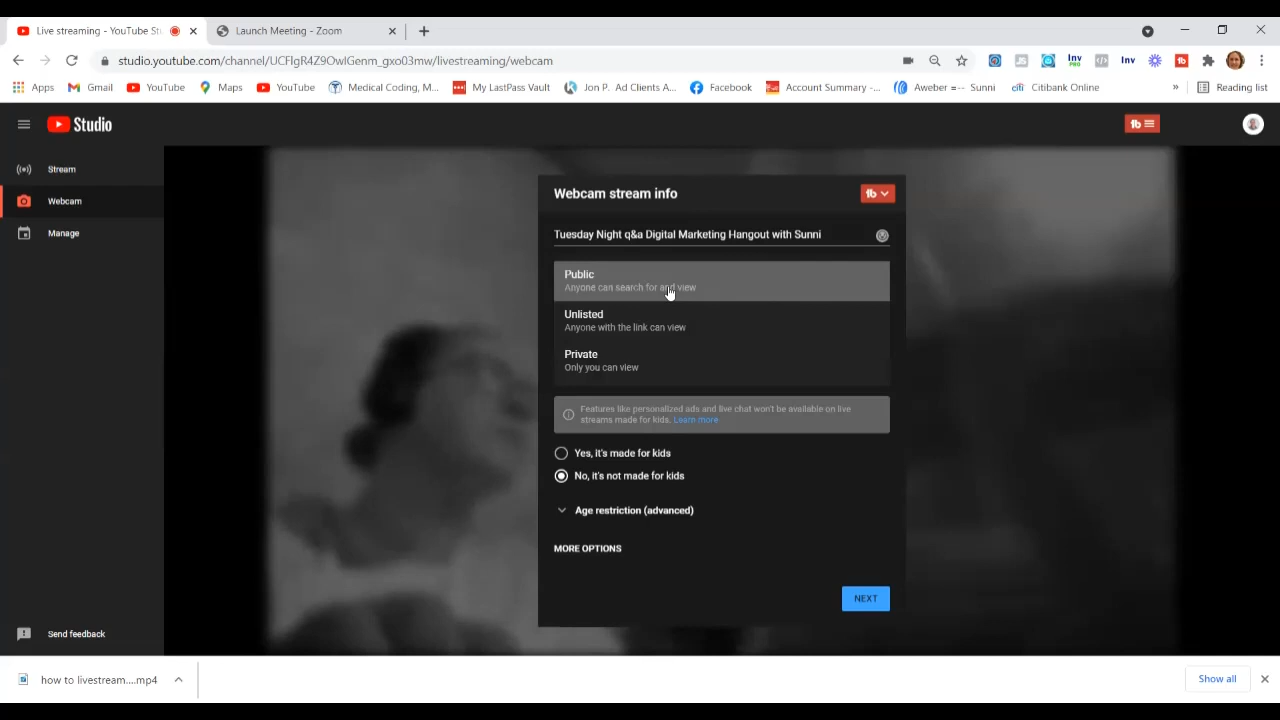 Live streaming - YouTube St
Launch Meeting - Zoom
studio.youtube.com/channel/
/livestreaming/webcam
Apps
Gmail
YouTube
Maps
YouTube
Medical Coding, M...
My LastPass Vault
Jon P. Ad Clients A...
Facebook
Account Summary -...
Aweber =-- Sunni
citi Citibank Online
»
Reading list
Inv PRO
Inv
Studio
Stream
Webcam
Manage
Send feedback
Webcam stream info
Tuesday Night q&a Digital Marketing Hangout with Sunni
Public
Anyone can search for and view
Unlisted
Anyone with the link can view
Private
Only you can view
Features like personalized ads and live chat won't be available on live
streams made for kids. Learn more
Yes, it's made for kids
No, it's not made for kids
Age restriction (advanced)
MORE OPTIONS
NEXT
how to livestream....mp4
Show all